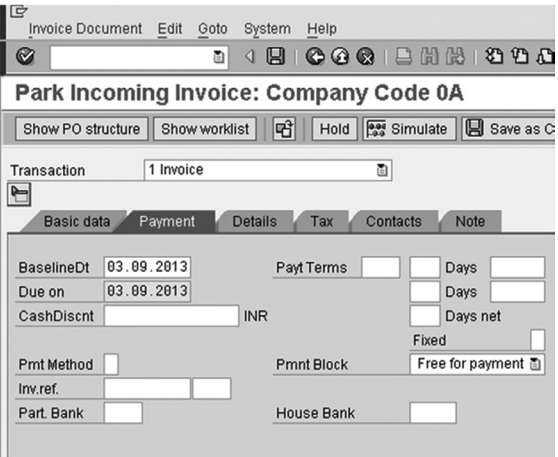 Invoice Document Edit Goto System Help
Park Incoming Invoice: Company Code 0A
Show PO structure Show worklist Hold Simulate Save as C
Transaction 1 Invoice
Basic data Payment Details Tax Contacts Note
BaselineDt 03.09.2013 Payt Terms Days
Due on 03.09.2013 Days
CashDiscnt INR Days net
Fixed
Pmt Method Pmnt Block Free for payment
Inv.ref.
Part. Bank House Bank